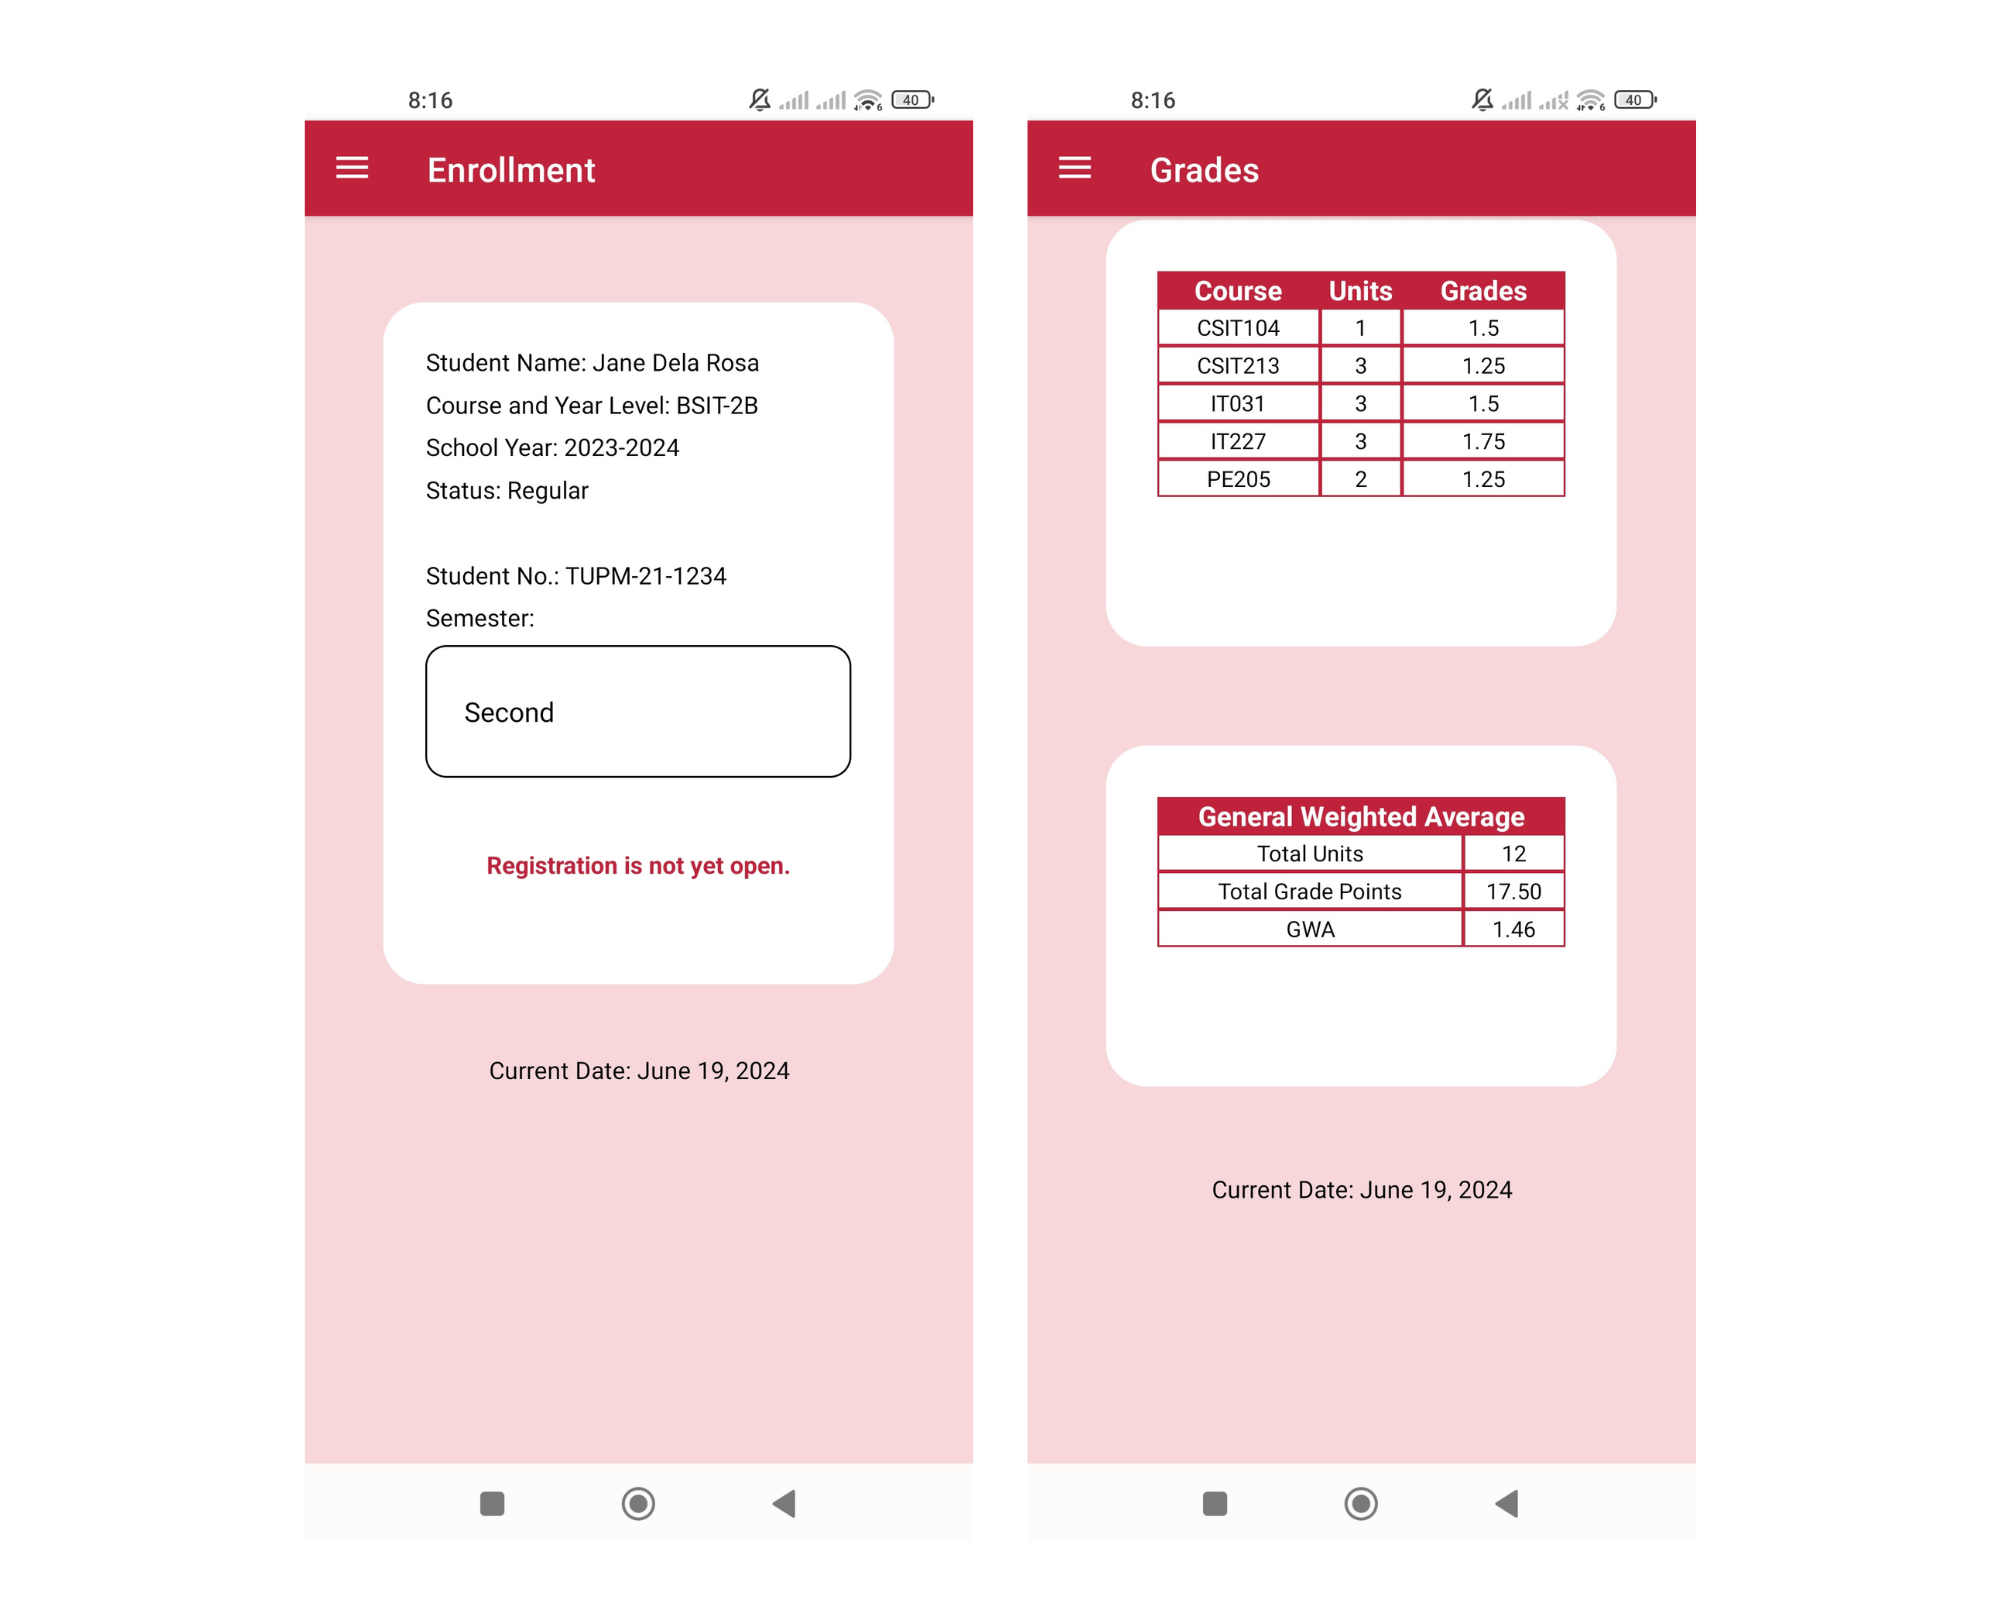 8:16
40
Enrollment
Student Name: Jane Dela Rosa
Course and Year Level: BSIT-2B
School Year: 2023-2024
Status: Regular
Student No.: TUPM-21-1234
Semester:
Second
Registration is not yet open.
Current Date: June 19, 2024
8:16
40
Grades
Course Units Grades
CSIT104 1 1.5
CSIT213 3 1.25
IT031 3 1.5
IT227 3 1.75
PE205 2 1.25
General Weighted Average
Total Units 12
Total Grade Points 17.50
GWA 1.46
Current Date: June 19, 2024